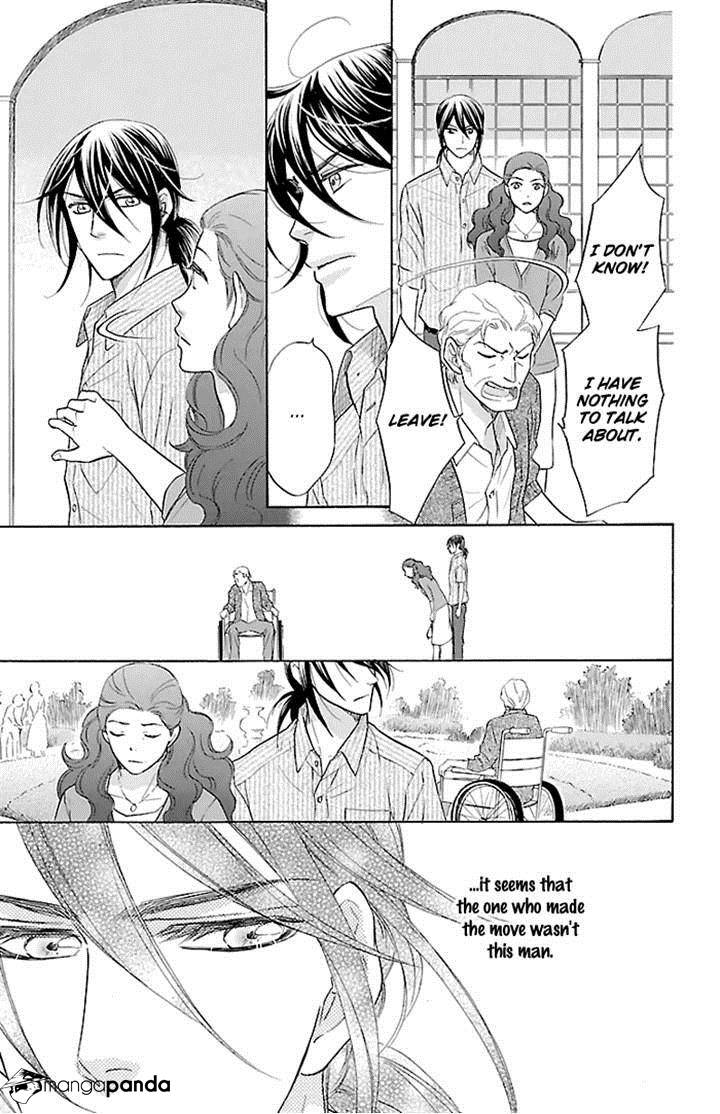 I DON'T
KNOW!
I HAVE
NOTHING
TO TALK
ABOUT.
LEAVE!
...
...it seems that
the one who made
the move wasn't
this man.
mangapanda